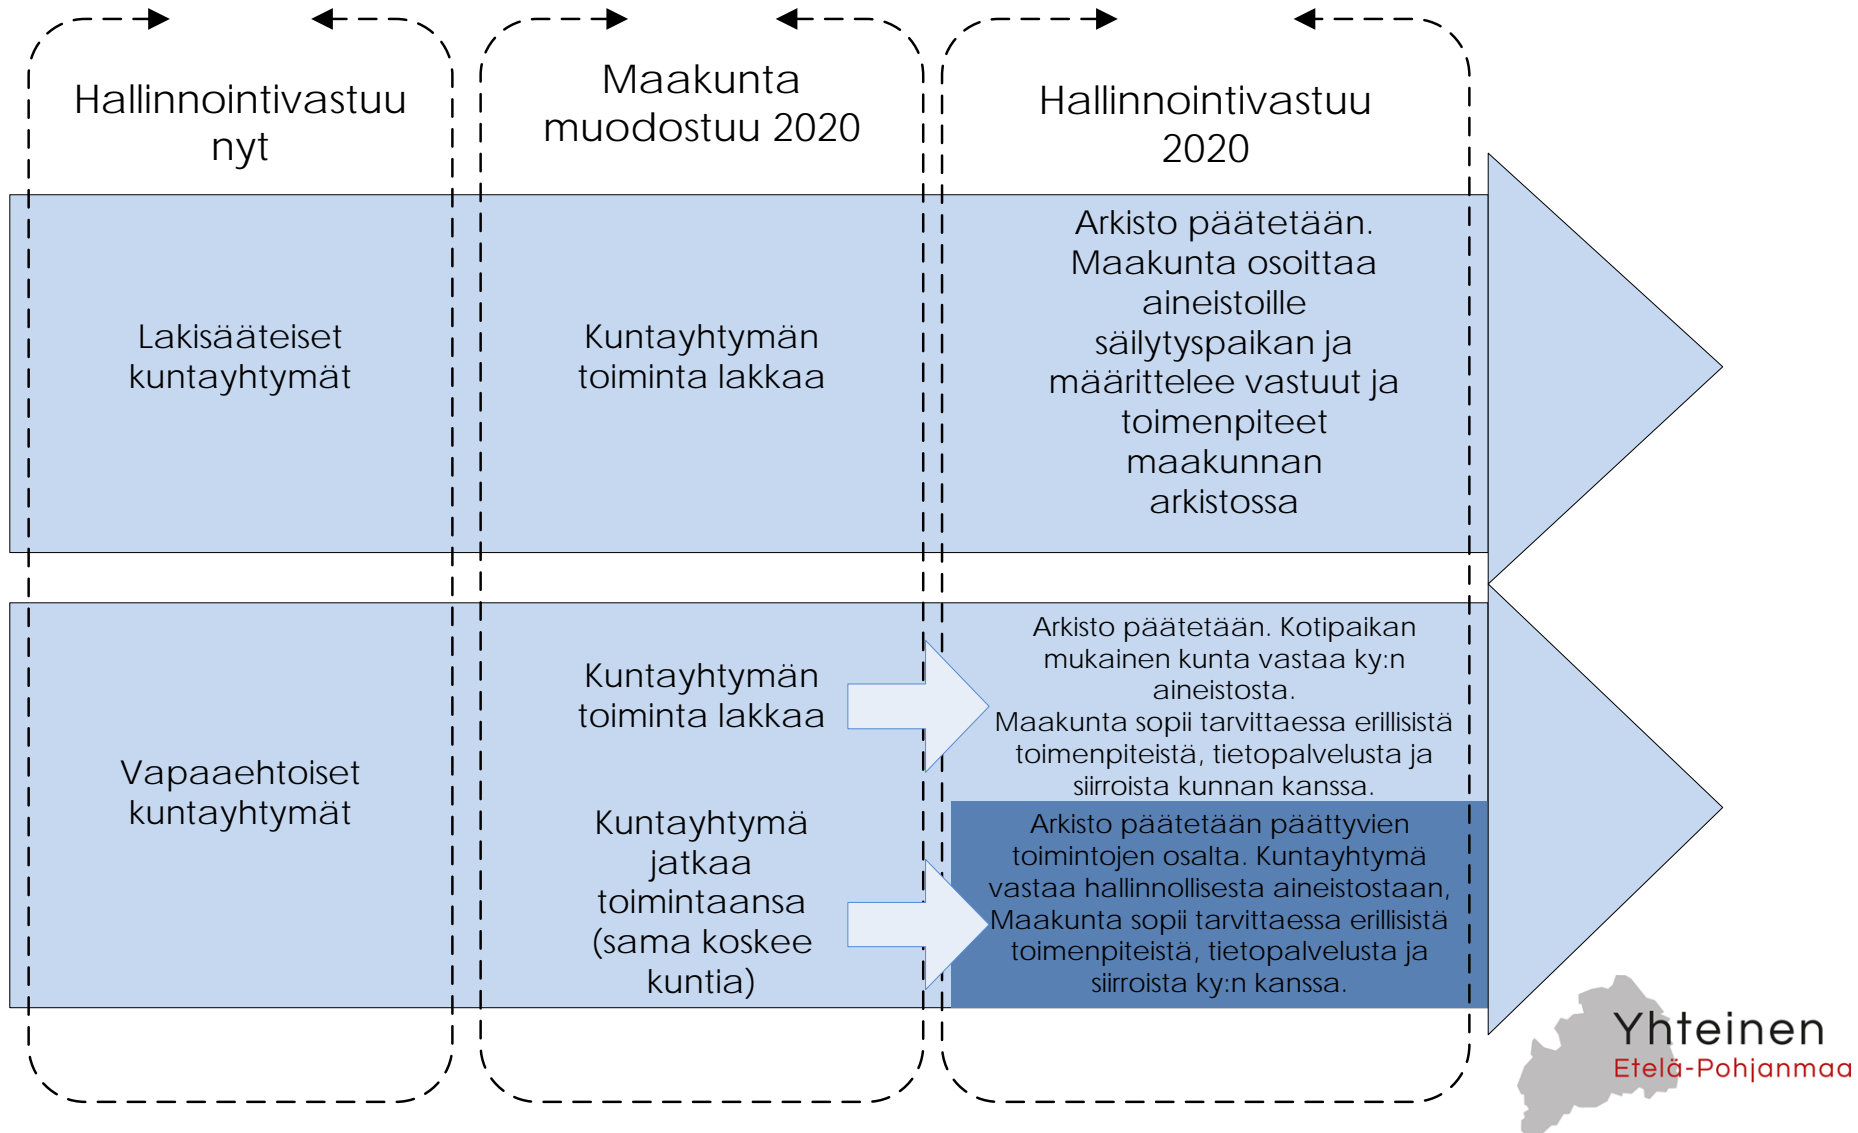 Hallinnointivastuu
nyt
Maakunta
muodostuu 2020
Hallinnointivastuu
2020
Lakisääteiset
kuntayhtymät
Kuntayhtymän
toiminta lakkaa
Arkisto päätetään.
Maakunta osoittaa
aineistoille
säilytyspaikan ja
määrittelee vastuut ja
toimenpiteet
maakunnan
arkistossa
Vapaaehtoiset
kuntayhtymät
Kuntayhtymän
toiminta lakkaa
Arkisto päätetään. Kotipaikan
mukainen kunta vastaa ky:n
aineistosta.
Maakunta sopii tarvittaessa erillisistä
toimenpiteistä, tietopalvelusta ja
siirroista kunnan kanssa.
Kuntayhtymä
jatkaa
toimintaansa
(sama koskee
kuntia)
Arkisto päätetään päättyvien
toimintojen osalta. Kuntayhtymä
vastaa hallinnollisesta aineistostaan,
Maakunta sopii tarvittaessa erillisistä
toimenpiteistä, tietopalvelusta ja
siirroista ky:n kanssa.
Yhteinen
Etelä-Pohjanmaa